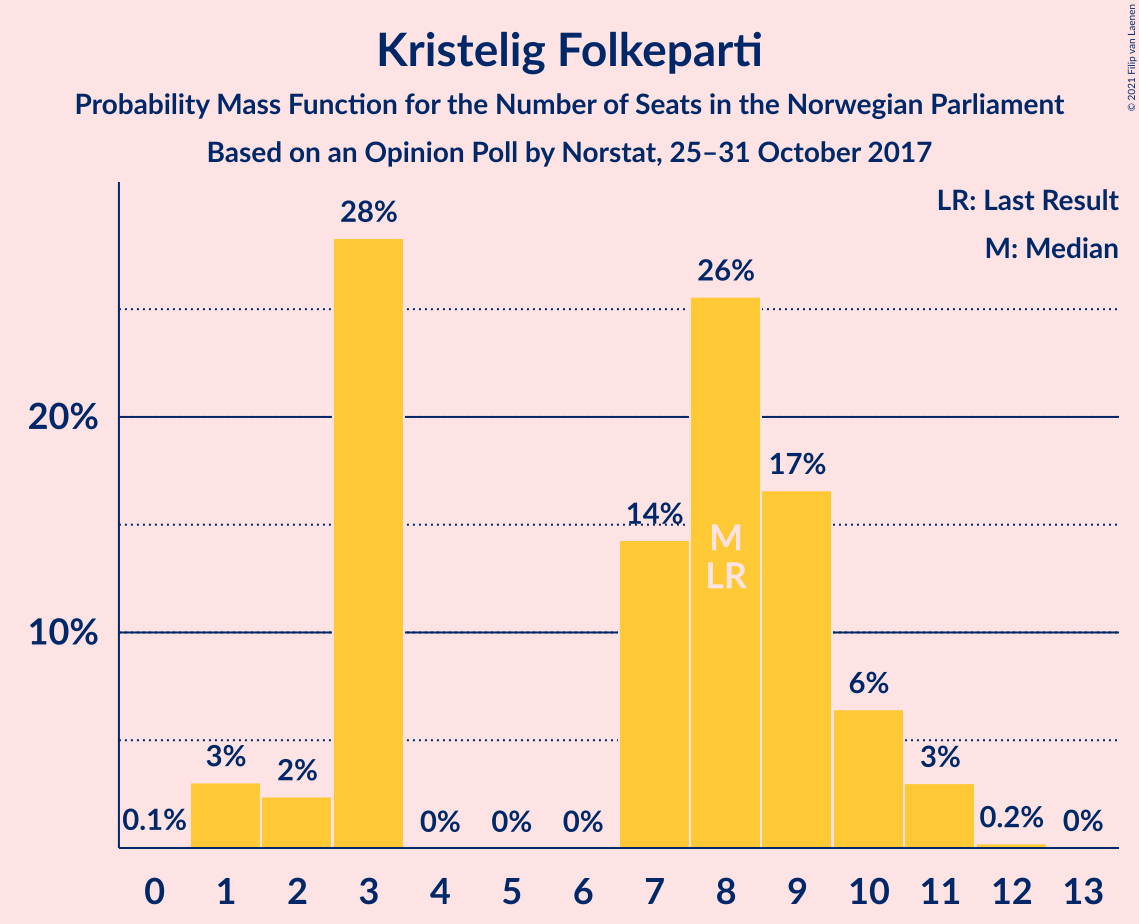 Kristelig Folkeparti
Probability Mass Function for the Number of Seats in the Norwegian Parliament
Based on an Opinion Poll by Norstat, 25–31 October 2017
© 2021 Filip van Laenen
LR: Last Result
M: Median
20%
10%
0.1%
3%
2%
28%
0%
0%
0%
14%
26%
17%
6%
3%
0.2%
0%
M
LR
0 1 2 3 4 5 6 7 8 9 10 11 12 13